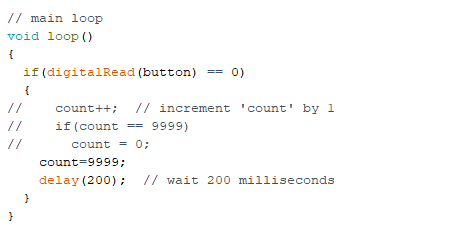 // main loop
void loop()
{
  if(digitalRead(button) == 0)
  {
//    count++;  // increment 'count' by 1
//    if(count == 9999)
//      count = 0;
    count=9999;
    delay(200);  // wait 200 milliseconds
  }
}